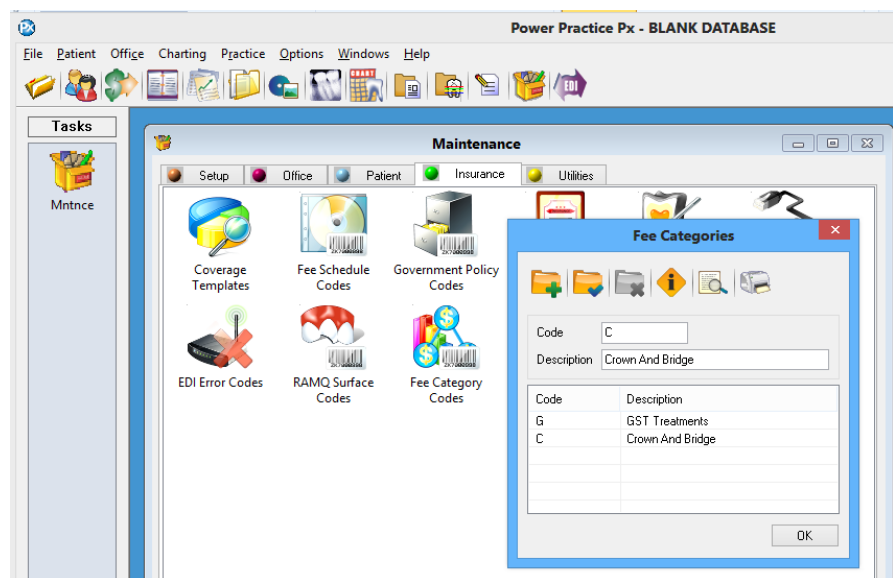 Power Practice Px - BLANK DATABASE
File Patient Office Charting Practice Options Windows Help
Tasks
Mntnce
Maintenance
Setup Office Patient Insurance Utilities
Coverage Templates
Fee Schedule Codes
Government Policy Codes
EDI Error Codes
RAMQ Surface Codes
Fee Category Codes
Fee Categories
Code C
Description Crown And Bridge
Code Description
G GST Treatments
C Crown And Bridge
OK